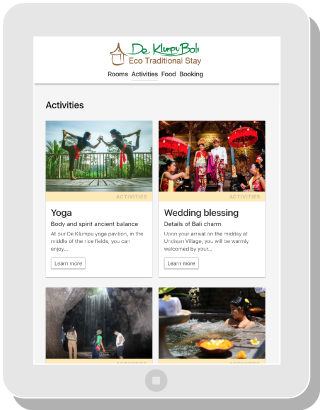 De Klumpu Bali
Eco Traditional Stay
Rooms Activities Food Booking
Activities
ACTIVITIES
ACTIVITIES
Yoga
Body and spirit ancient balance
At our De Klumpu yoga pavilion, in the
middle of the rice fields, you can
enjoy...
Learn more
Wedding blessing
Details of Bali charm
Upon your arrival on the midday at
Undisan Village, you will be warmly
welcomed by your...
Learn more